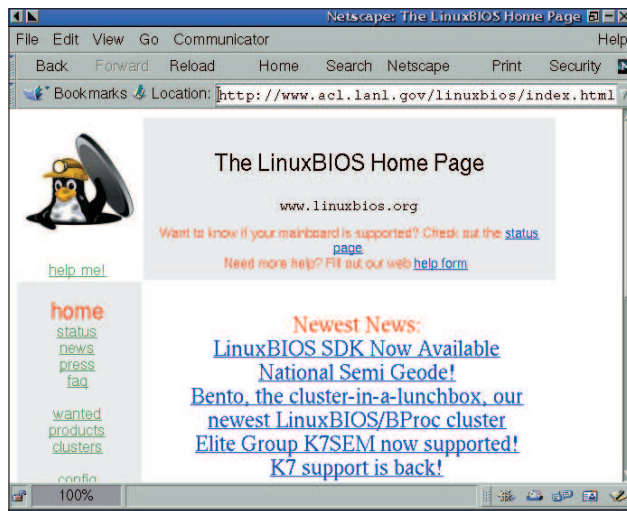 Netscape: The LinuxBIOS Home Page
File Edit View Go Communicator Help
Back Forward Reload Home Search Netscape Print Security N
Bookmarks Location: http://www.acl.lanl.gov/linuxbios/index.html
The LinuxBIOS Home Page
www.linuxbios.org
Want to know if your mainboard is supported? Check out the status
page
Need more help? Fill out our web help form
help me!
home
status
news
press
faq
wanted
products
clusters
config
Newest News:
LinuxBIOS SDK Now Available
National Semi Geode!
Bento, the cluster-in-a-lunchbox, our
newest LinuxBIOS/BProc cluster
Elite Group K7SEM now supported!
K7 support is back!
100%